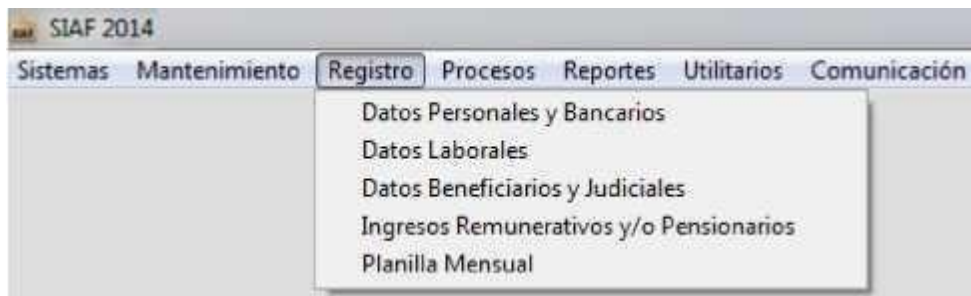 SIAF 2014
Sistemas Mantenimiento Registro Procesos Reportes Utilitarios Comunicación
Datos Personales y Bancarios
Datos Laborales
Datos Beneficiarios y Judiciales
Ingresos Remunerativos y/o Pensionarios
Planilla Mensual